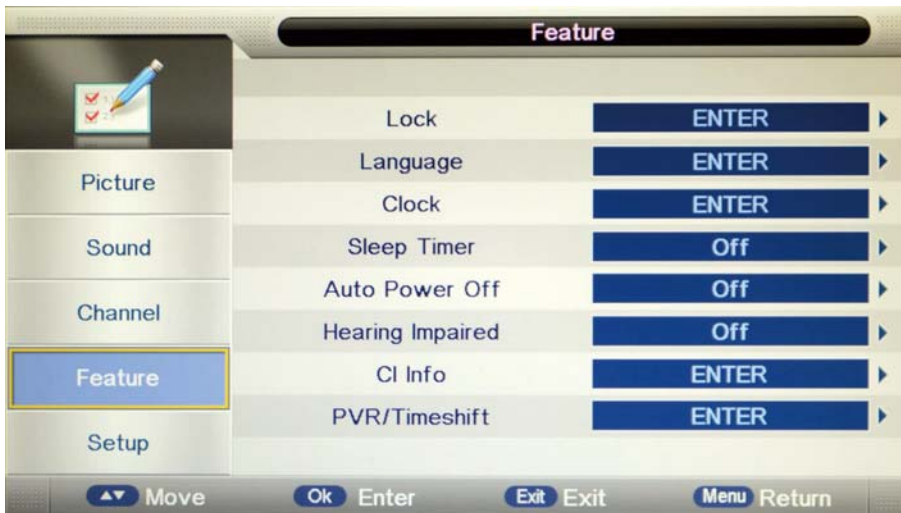 Feature
Picture
Sound
Channel
Feature
Setup
Lock ENTER
Language ENTER
Clock ENTER
Sleep Timer Off
Auto Power Off Off
Hearing Impaired Off
CI Info ENTER
PVR/Timeshift ENTER
Move Ok Enter Exit Exit Menu Return